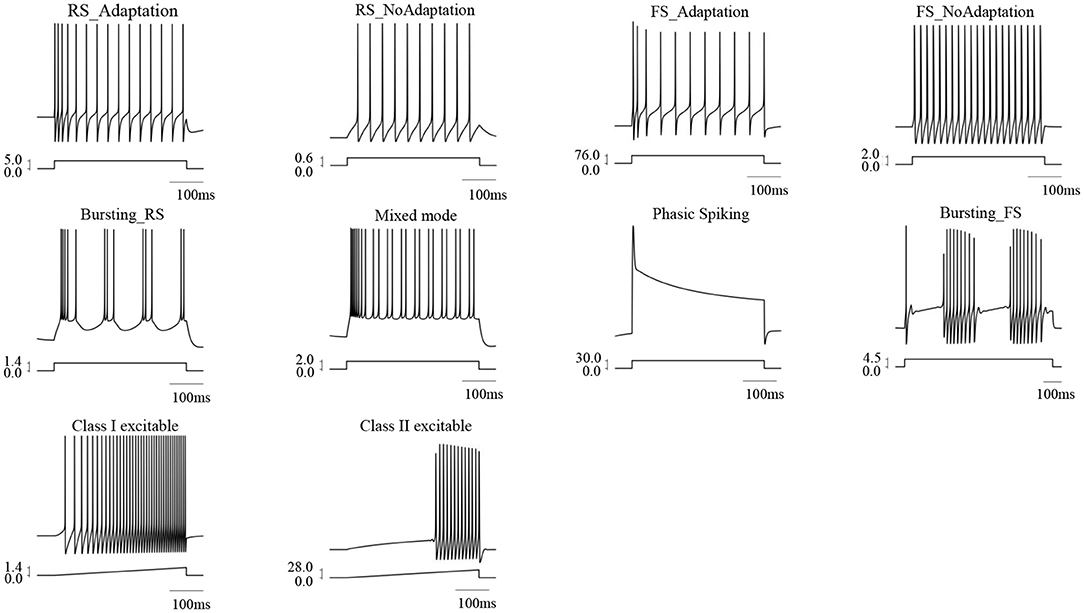 RS_Adaptation
RS_NoAdaptation
FS_Adaptation
FS_NoAdaptation
5.0
0.0
100ms
0.6
0.0
100ms
76.0
0.0
100ms
2.0
0.0
100ms
Bursting_RS
Mixed mode
Phasic Spiking
Bursting_FS
1.4
0.0
100ms
2.0
0.0
100ms
30.0
0.0
100ms
4.5
0.0
100ms
Class I excitable
Class II excitable
1.4
0.0
100ms
28.0
0.0
100ms